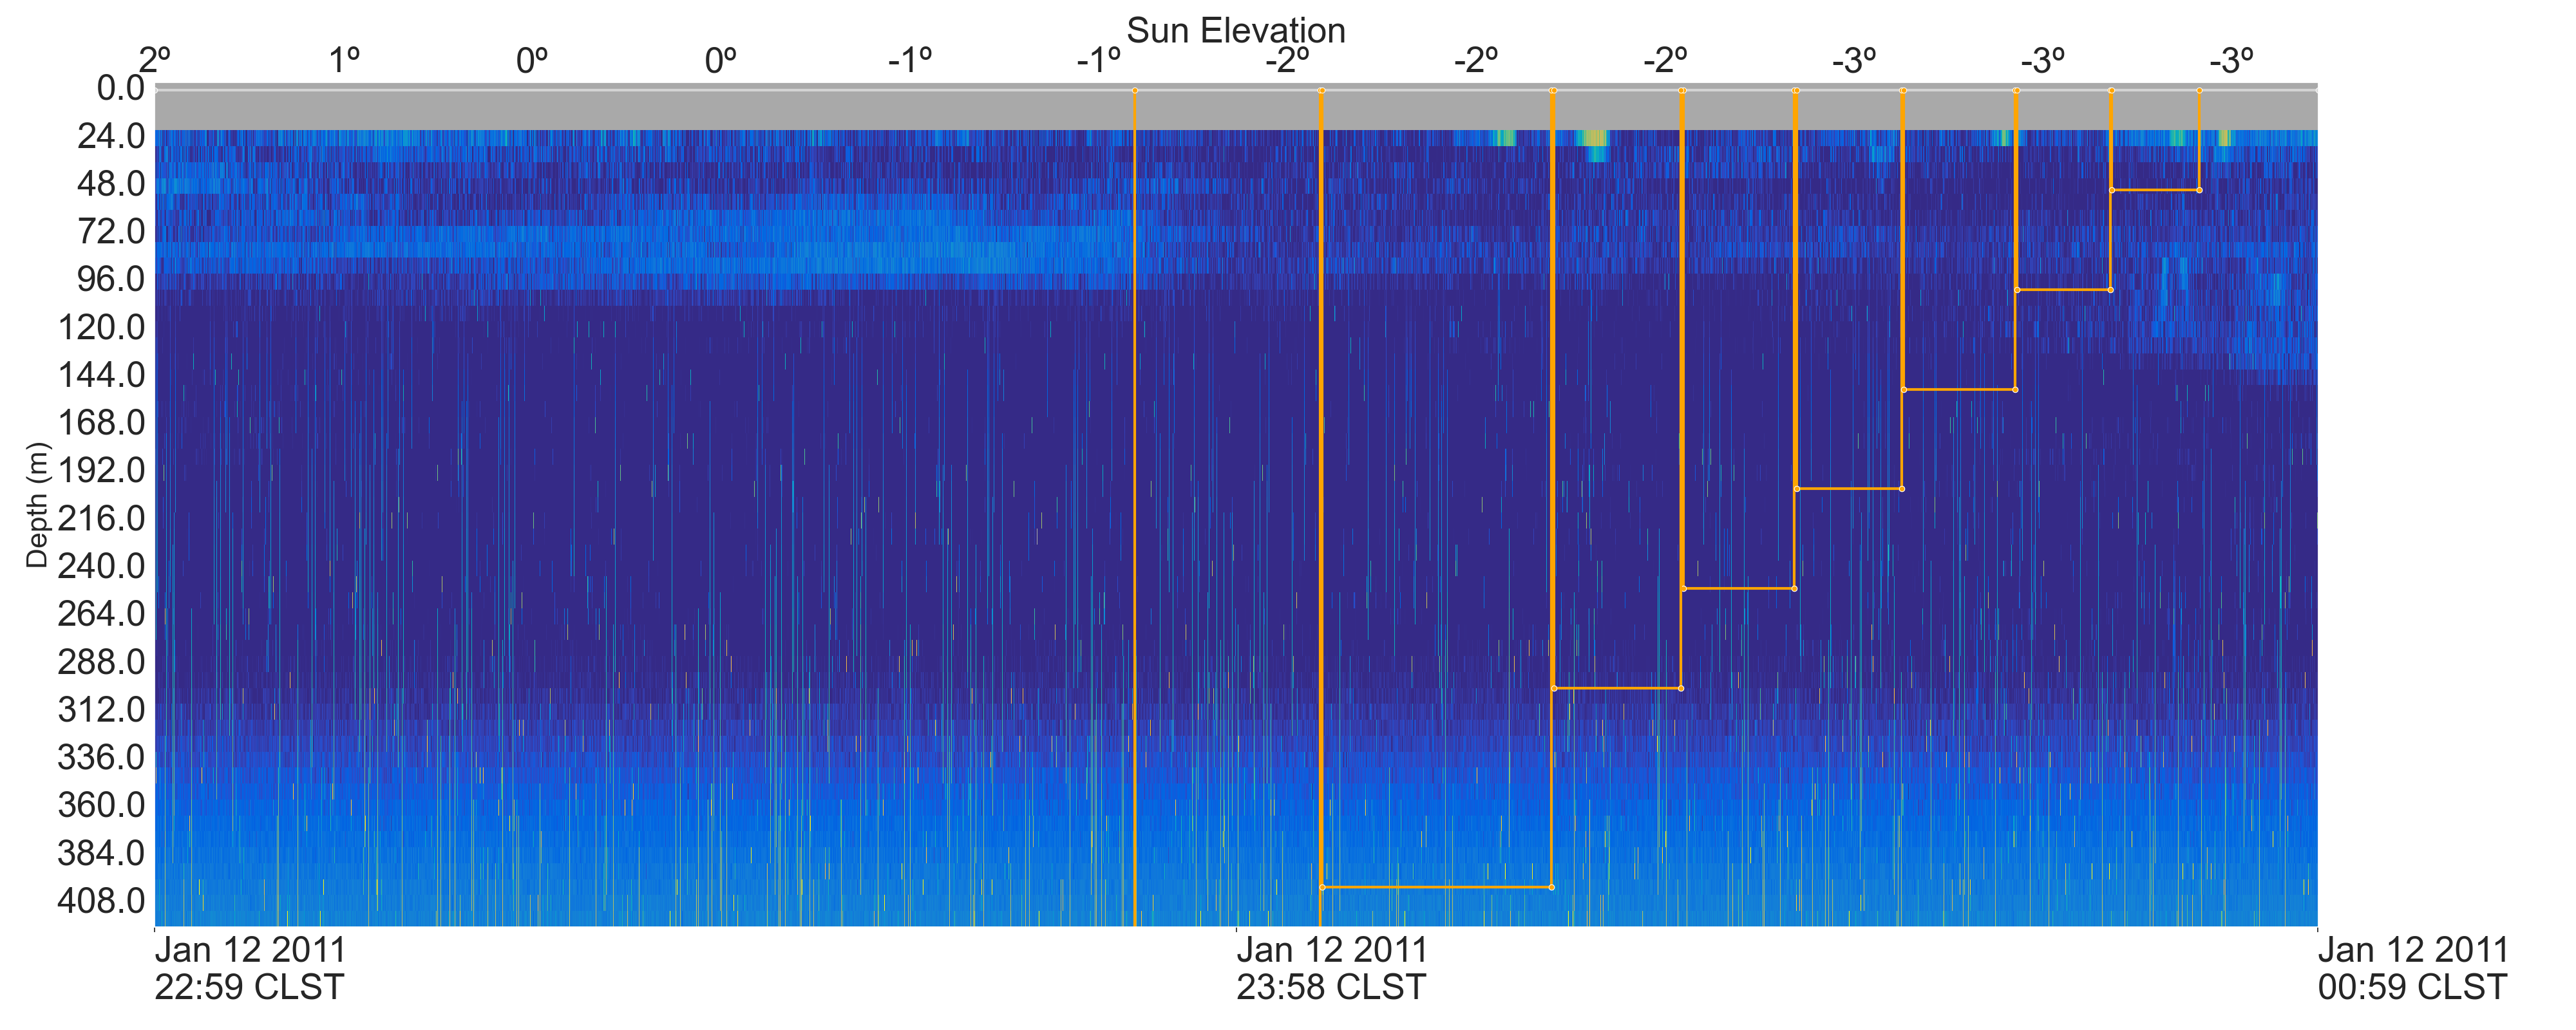 Sun Elevation
2º 1º 0º 0º -1º -1º -2º -2º -2º -3º -3º -3º
0.0
24.0
48.0
72.0
96.0
120.0
144.0
168.0
192.0
216.0
240.0
264.0
288.0
312.0
336.0
360.0
384.0
408.0
Depth (m)
Jan 12 2011
22:59 CLST
Jan 12 2011
23:58 CLST
Jan 12 2011
00:59 CLST